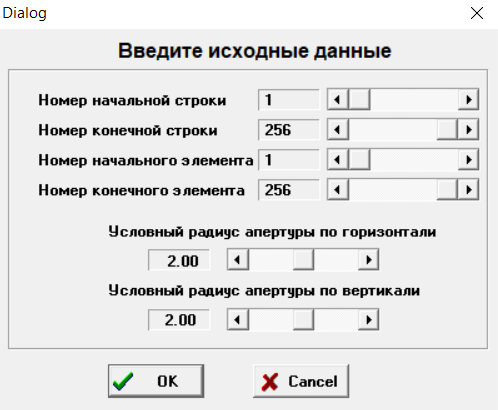 Dialog
Введите исходные данные
Номер начальной строки 1
Номер конечной строки 256
Номер начального элемента 1
Номер конечного элемента 256
Условный радиус апертуры по горизонтали
2.00
Условный радиус апертуры по вертикали
2.00
OK Cancel